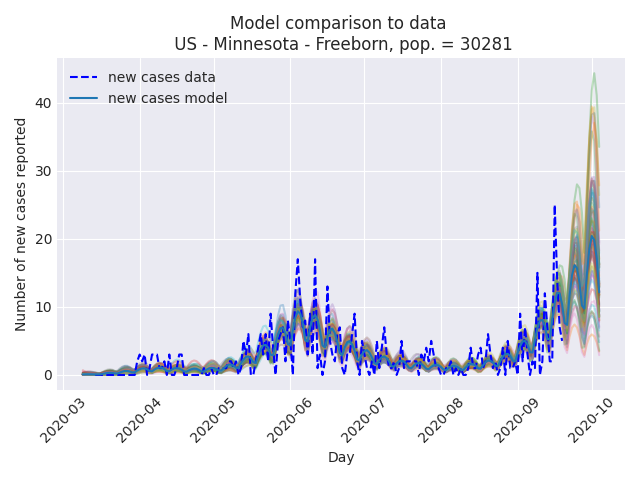 Model comparison to data
US - Minnesota - Freeborn, pop. = 30281
new cases data
new cases model
Number of new cases reported
40
30
20
10
0
2020-03
2020-04
2020-05
2020-06
2020-07
2020-08
2020-09
2020-10
Day